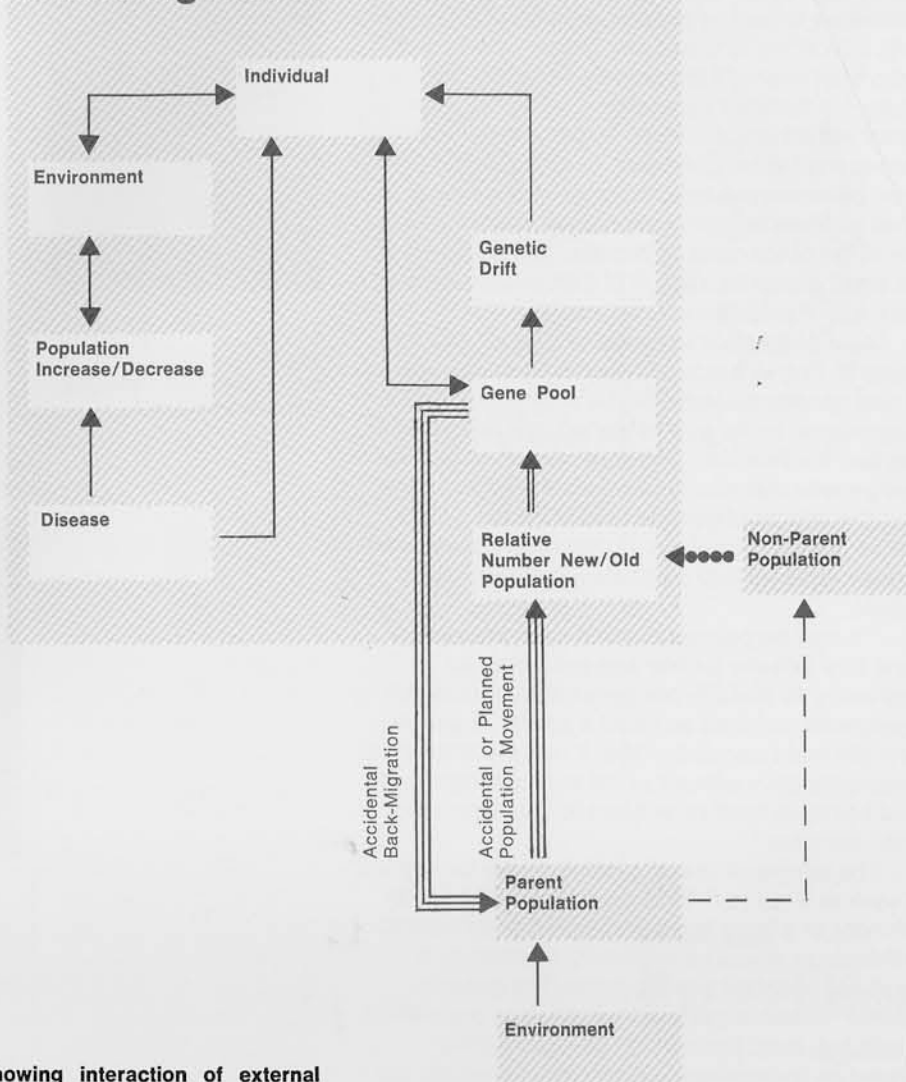 Individual
Environment
Genetic
Drift
Population
Increase/Decrease
Gene Pool
Disease
Relative
Number New/Old
Population
Non-Parent
Population
Accidental
Back-Migration
Accidental or Planned
Population Movement
Parent
Population
Environment
howing interaction of external